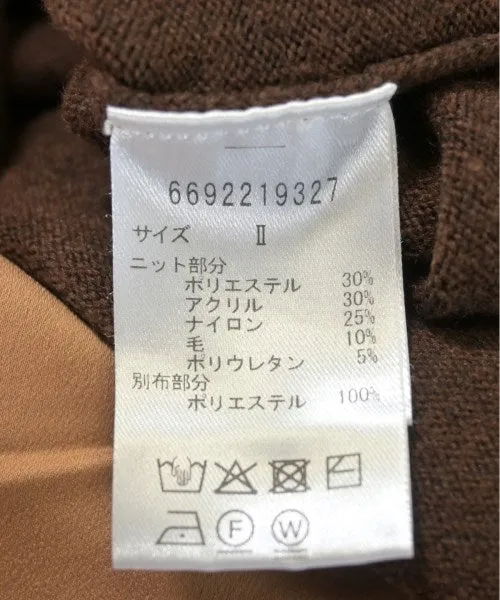 6692219327
サイズ Ⅱ
ニット部分
ポリエステル 30%
アクリル 30%
ナイロン 25%
毛 10%
ポリウレタン 5%
別布部分
ポリエステル 100%
F W